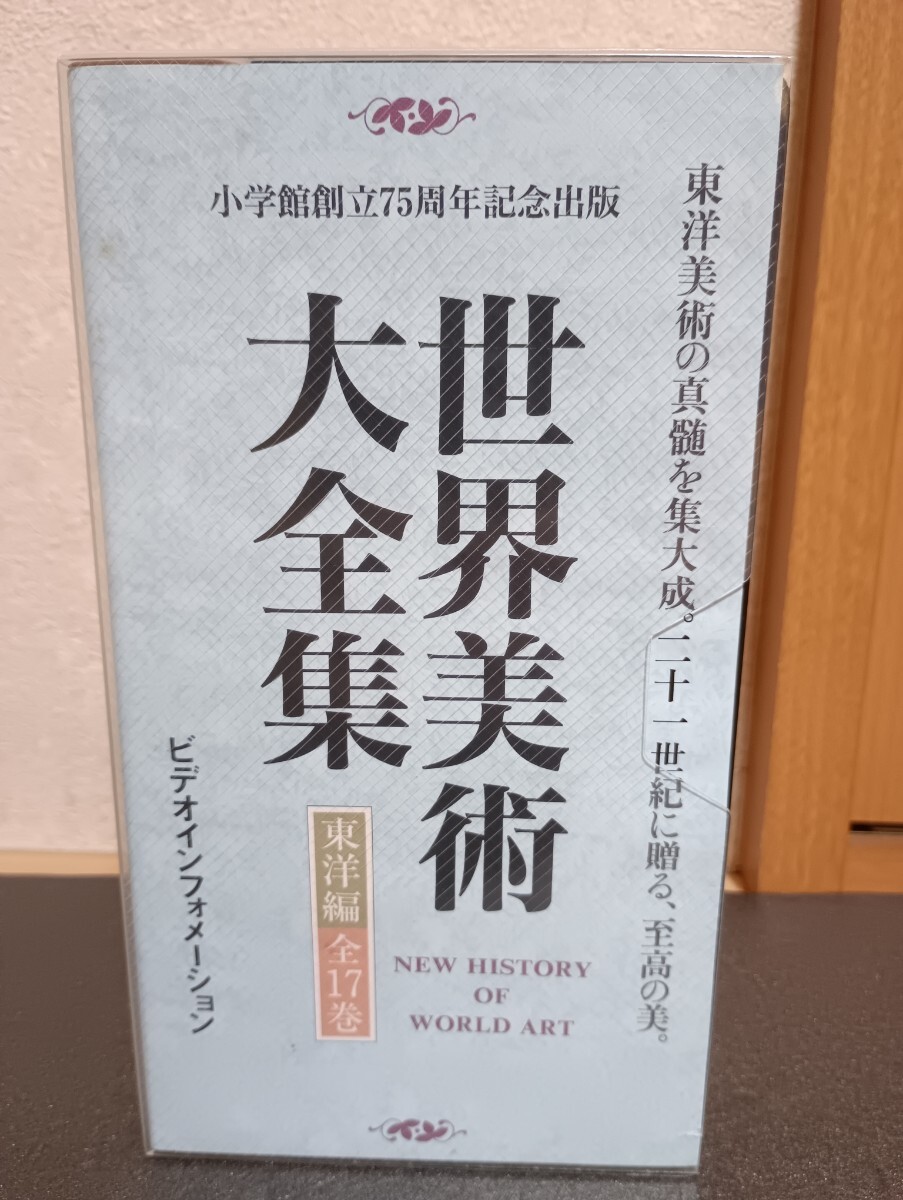 小学館創立75周年記念出版
東洋美術の真髄を集大成。二十一世紀に贈る、至高の美。
世界美術
大全集
東洋編
全17巻
NEW HISTORY
OF
WORLD ART
ビデオインフォメーション